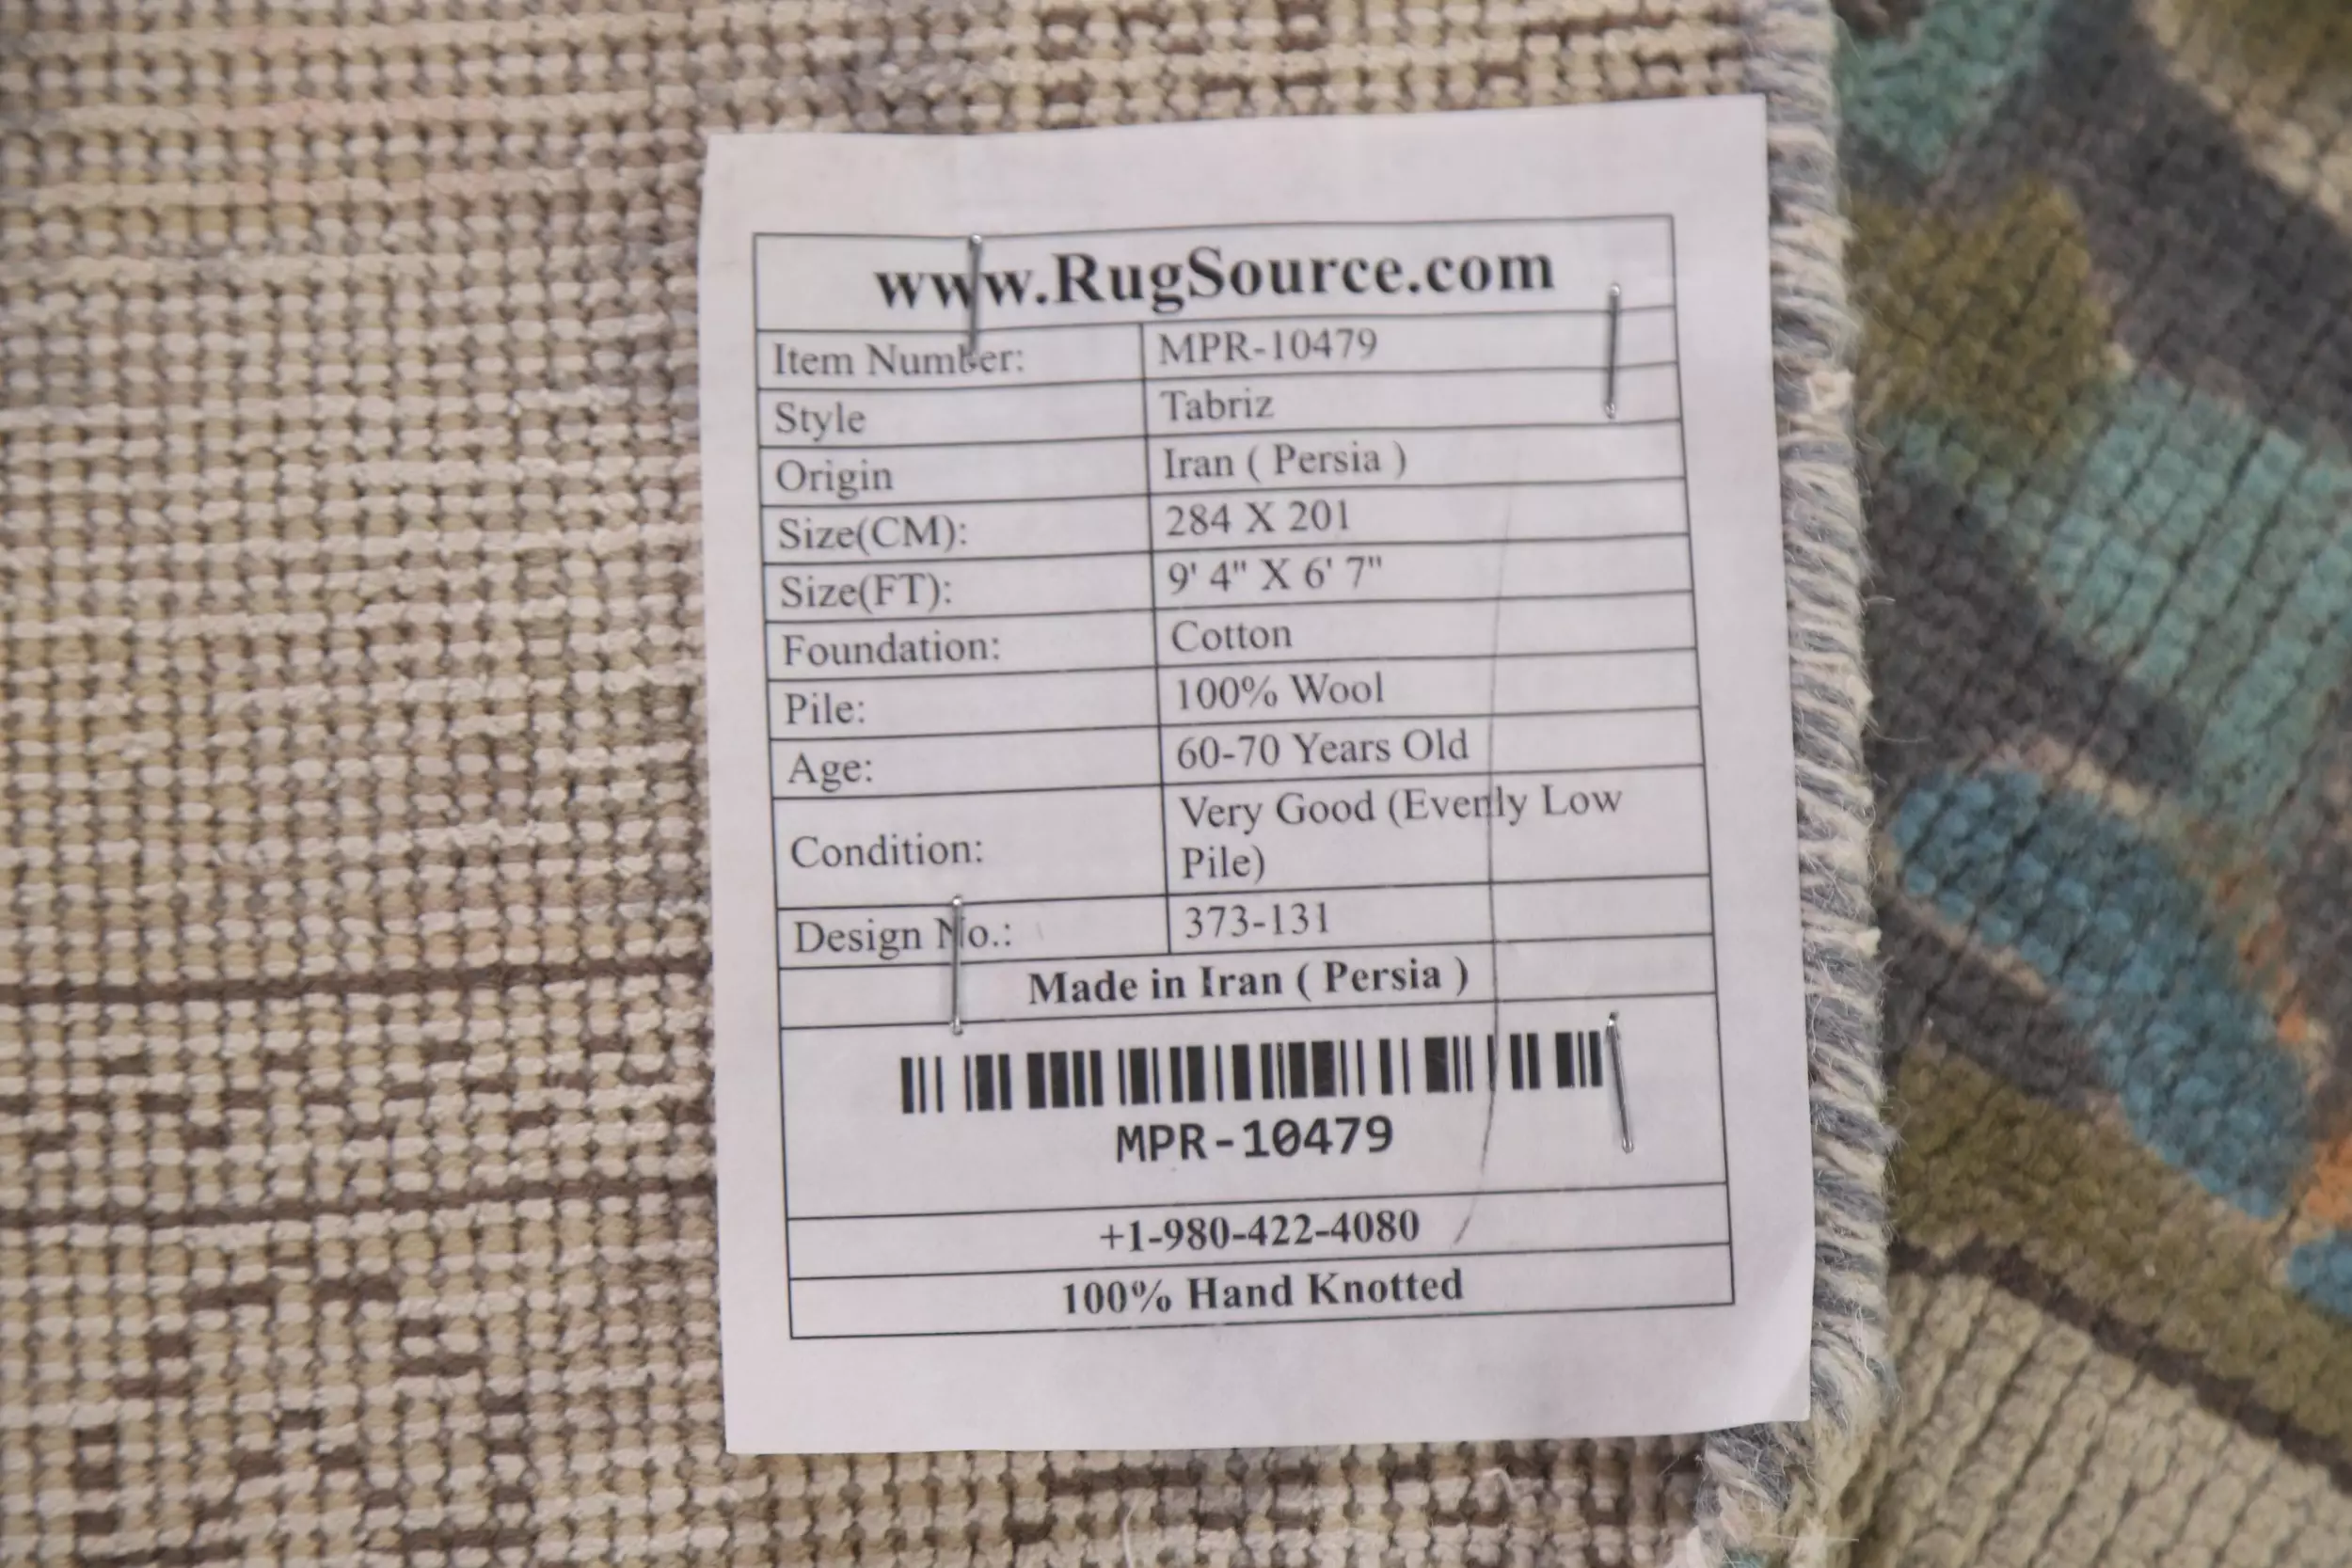 www.RugSource.com
Item Number: MPR-10479
Style Tabriz
Origin Iran ( Persia )
Size(CM): 284 X 201
Size(FT): 9' 4" X 6' 7"
Foundation: Cotton
Pile: 100% Wool
Age: 60-70 Years Old
Condition: Very Good (Evenly Low
Pile)
Design No.: 373-131
Made in Iran ( Persia )
MPR-10479
+1-980-422-4080
100% Hand Knotted